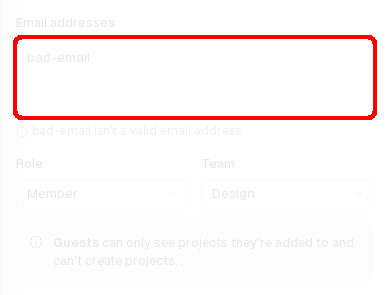 Email addresses
bad-email
bad-email isn't a valid email address
Role
Team
Member
Design
Guests can only see projects they're added to and
can't create projects.